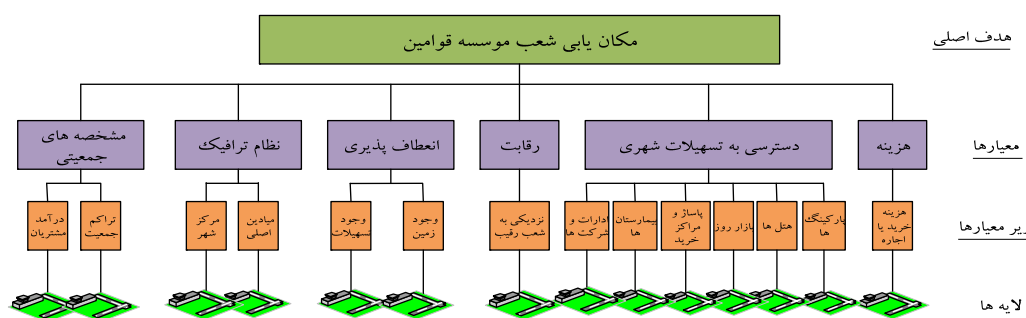 مکان یابی شعب موسسه قوامین
هدف اصلی
معیارها
هزینه
دسترسی به تسهیلات شهری
رقابت
انعطاف پذیری
نظام ترافیک
مشخصه های
جمعیتی
زیر معیارها
هزینه
خرید یا
اجاره
پارکینگ
ها
هتل ها
بازار روز
پاساژ و
مراکز
خرید
بیمارستان
ها
ادارات و
شرکت ها
نزدیکی به
شعب رقیب
وجود
زمین
وجود
تسهیلات
میادین
اصلی
مرکز
شهر
تراکم
جمعیت
درآمد
مشتریان
لایه ها